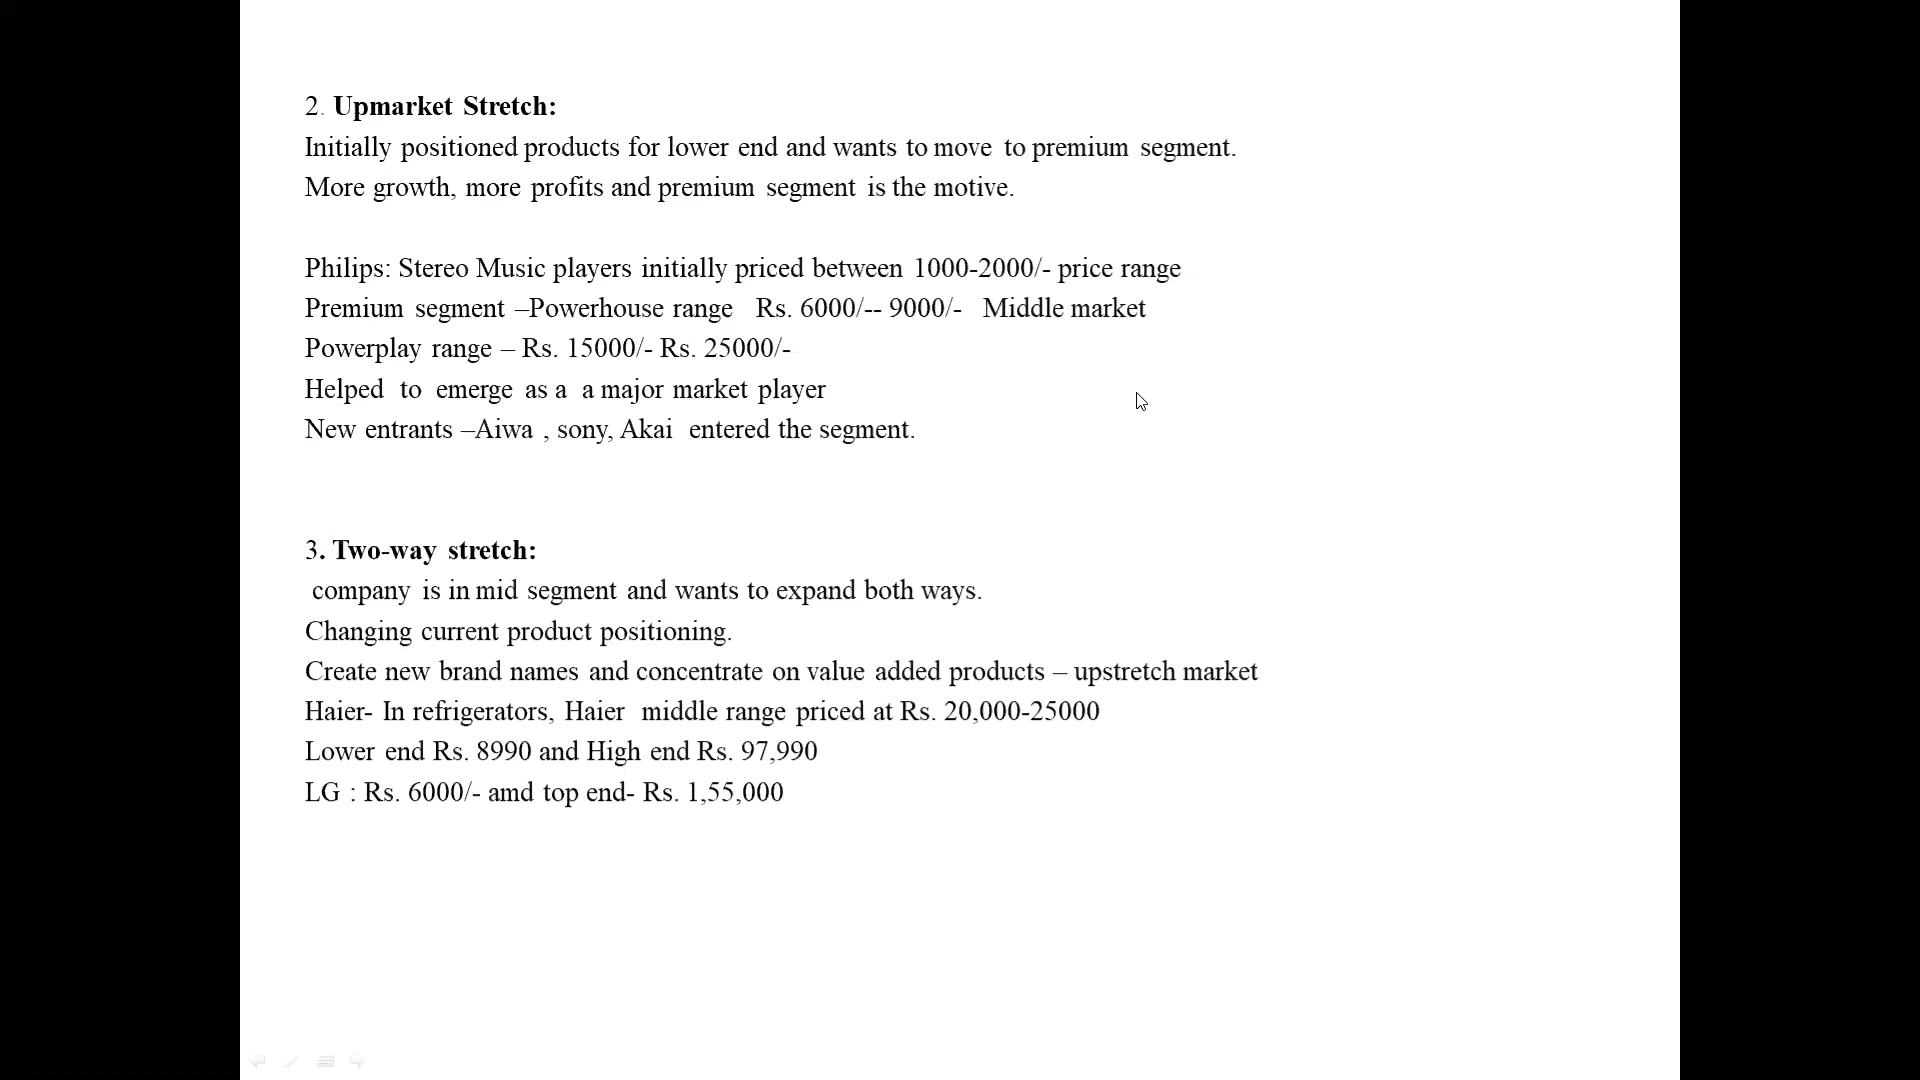 2. Upmarket Stretch:
Initially positioned products for lower end and wants to move to premium segment.
More growth, more profits and premium segment is the motive.
Philips: Stereo Music players initially priced between 1000-2000/- price range
Premium segment –Powerhouse range Rs. 6000/-- 9000/- Middle market
Powerplay range – Rs. 15000/- Rs. 25000/-
Helped to emerge as a a major market player
New entrants –Aiwa , sony, Akai entered the segment.
3. Two-way stretch:
company is in mid segment and wants to expand both ways.
Changing current product positioning.
Create new brand names and concentrate on value added products – upstretch market
Haier- In refrigerators, Haier middle range priced at Rs. 20,000-25000
Lower end Rs. 8990 and High end Rs. 97,990
LG : Rs. 6000/- amd top end- Rs. 1,55,000